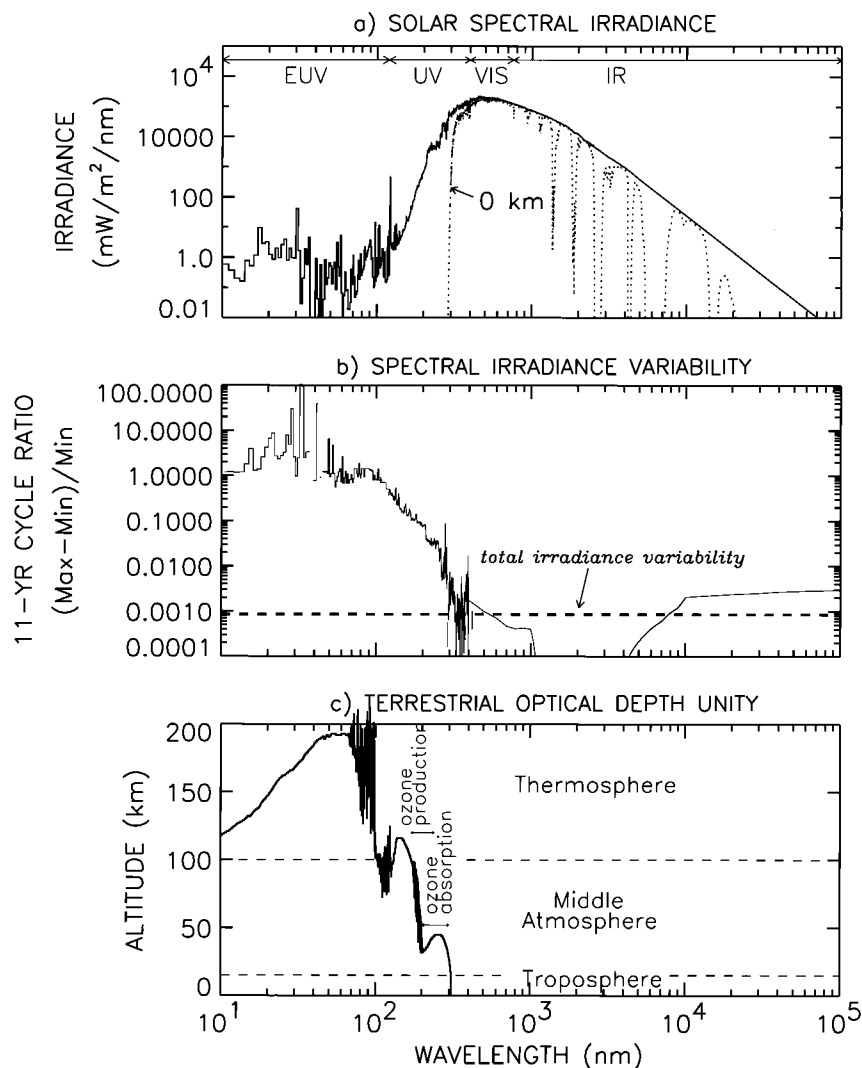 a) SOLAR SPECTRAL IRRADIANCE
EUV UV VIS IR
10^4
10000
100
1.0
0.01
IRRADIANCE
(mW/m^2/nm)
0 km
b) SPECTRAL IRRADIANCE VARIABILITY
100.0000
10.0000
1.0000
0.1000
0.0100
0.0010
0.0001
11-YR CYCLE RATIO
(Max-Min)/Min
total irradiance variability
c) TERRESTRIAL OPTICAL DEPTH UNITY
200
150
100
50
0
ALTITUDE (km)
ozone
production
ozone
absorption
Thermosphere
Middle
Atmosphere
Troposphere
10^1 10^2 10^3 10^4 10^5
WAVELENGTH (nm)